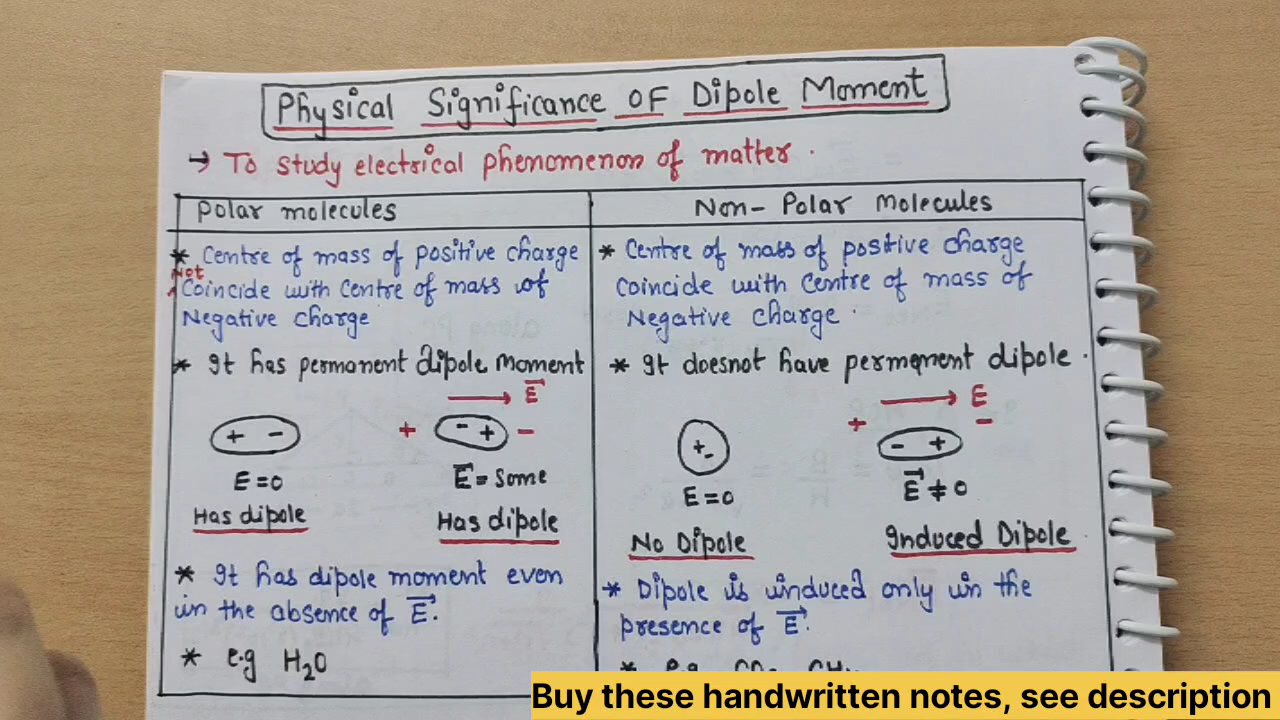 Physical Significance OF Dipole Moment
→ To study electrical phenomenon of matter.
Polar molecules
* Centre of mass of positive charge
Not
Coincide with Centre of mass of
Negative charge
* It has permanent dipole moment
E
+ - + - + -
E=0 E= Some
Has dipole Has dipole
* It has dipole moment even
in the absence of E.
* e.g H₂O
Non-Polar Molecules
* Centre of mass of positive charge
coincide with Centre of mass of
Negative charge.
* It doesnot have permanent dipole.
E
+ -
+ - - +
E=0 E ≠ 0
No Dipole Induced Dipole
* Dipole is induced only in the
presence of E.
* e.g
Buy these handwritten notes, see description